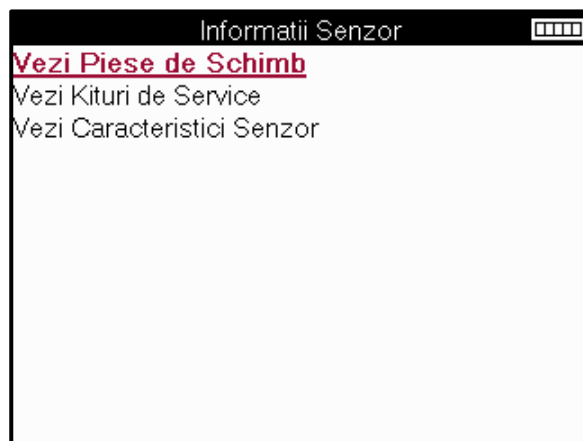 Informatii Senzor
Vezi Piese de Schimb
Vezi Kituri de Service
Vezi Caracteristici Senzor